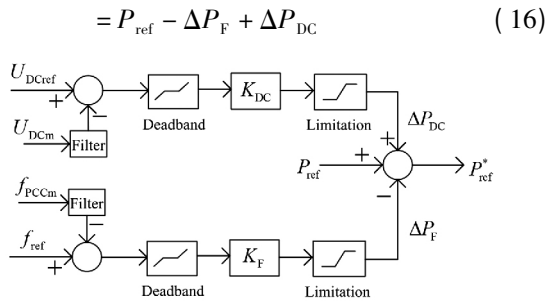 = P_ref − ΔP_F + ΔP_DC (16)
U_DCref
+
−
K_DC
Deadband
Limitation
ΔP_DC
U_DCm
Filter
+
P_ref
+
P*_ref
f_PCCm
Filter
−
−
ΔP_F
f_ref
+
K_F
Deadband
Limitation